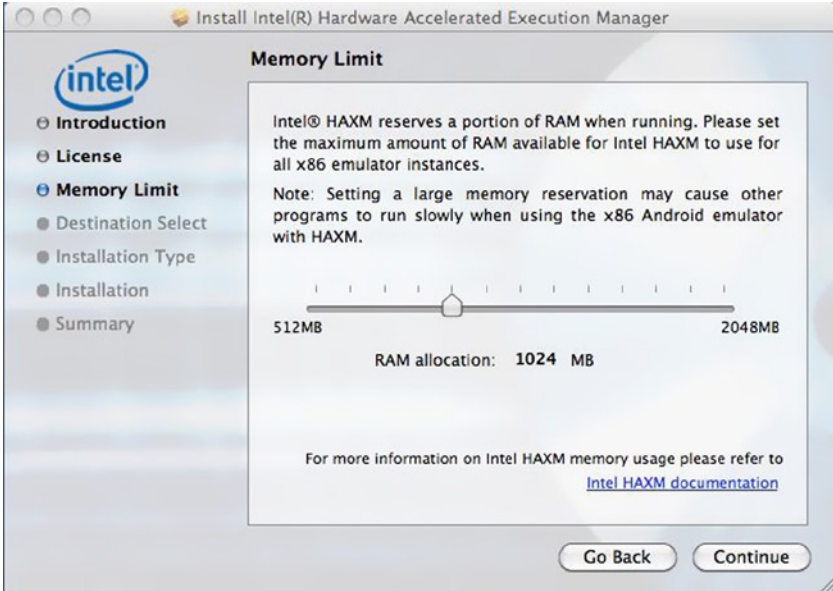 Install Intel(R) Hardware Accelerated Execution Manager
intel
Introduction
License
Memory Limit
Destination Select
Installation Type
Installation
Summary
Memory Limit
Intel® HAXM reserves a portion of RAM when running. Please set
the maximum amount of RAM available for Intel HAXM to use for
all x86 emulator instances.
Note: Setting a large memory reservation may cause other
programs to run slowly when using the x86 Android emulator
with HAXM.
512MB 2048MB
RAM allocation: 1024 MB
For more information on Intel HAXM memory usage please refer to
Intel HAXM documentation
Go Back Continue